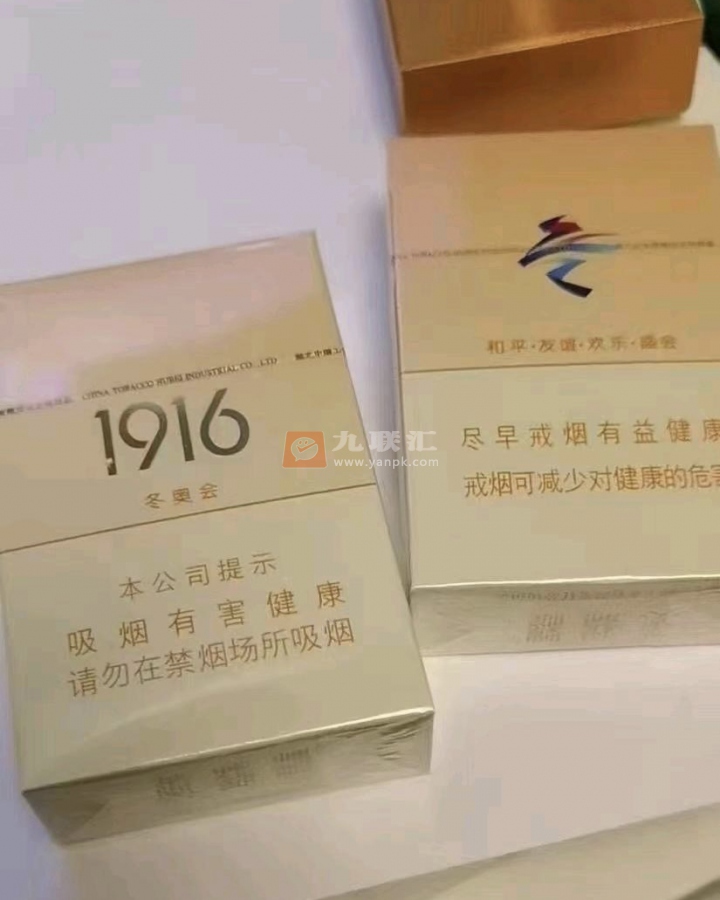 CHINA TOBACCO HUBEI INDUSTRIAL CO., LTD
1916
冬奥会
本公司提示
吸烟有害健康
请勿在禁烟场所吸烟
和平·友谊·欢乐·盛会
尽早戒烟有益健康
戒烟可减少对健康的危害
九联汇
www.yanpk.com